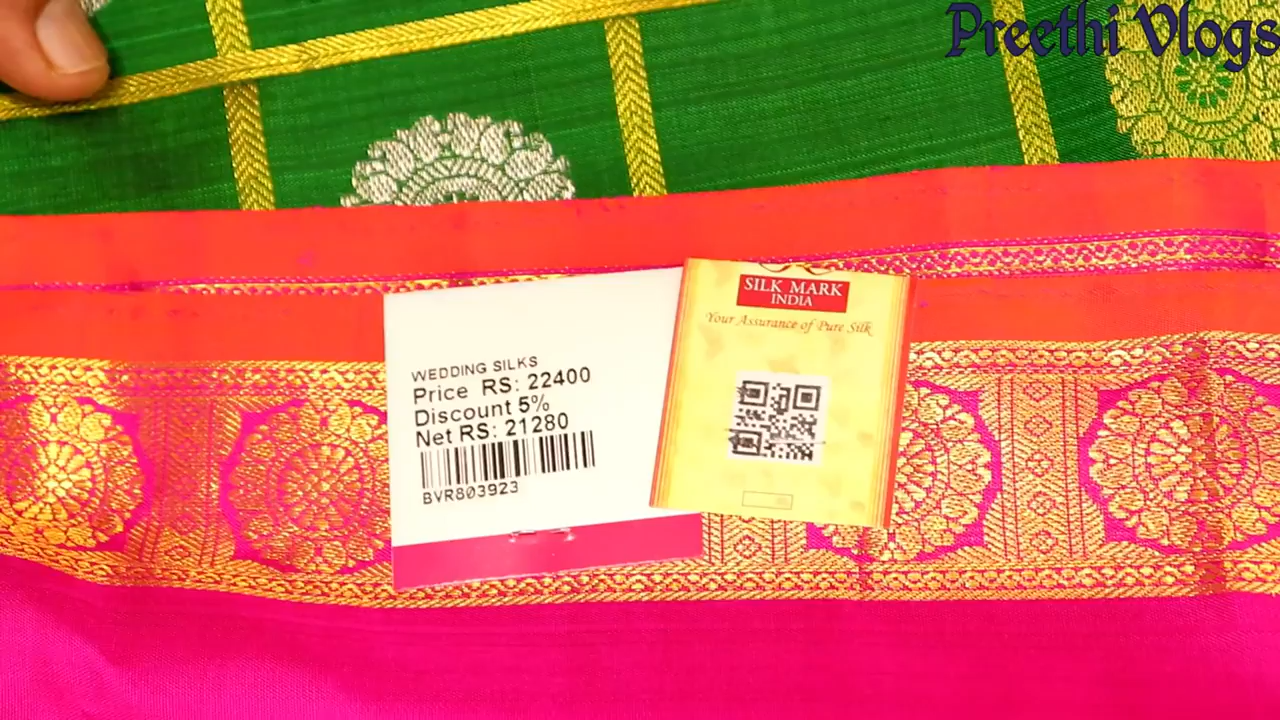 Preethi Vlogs
SILK MARK
INDIA
Your Assurance of Pure Silk
WEDDING SILKS
Price RS: 22400
Discount 5%
Net RS: 21280
BVR803923